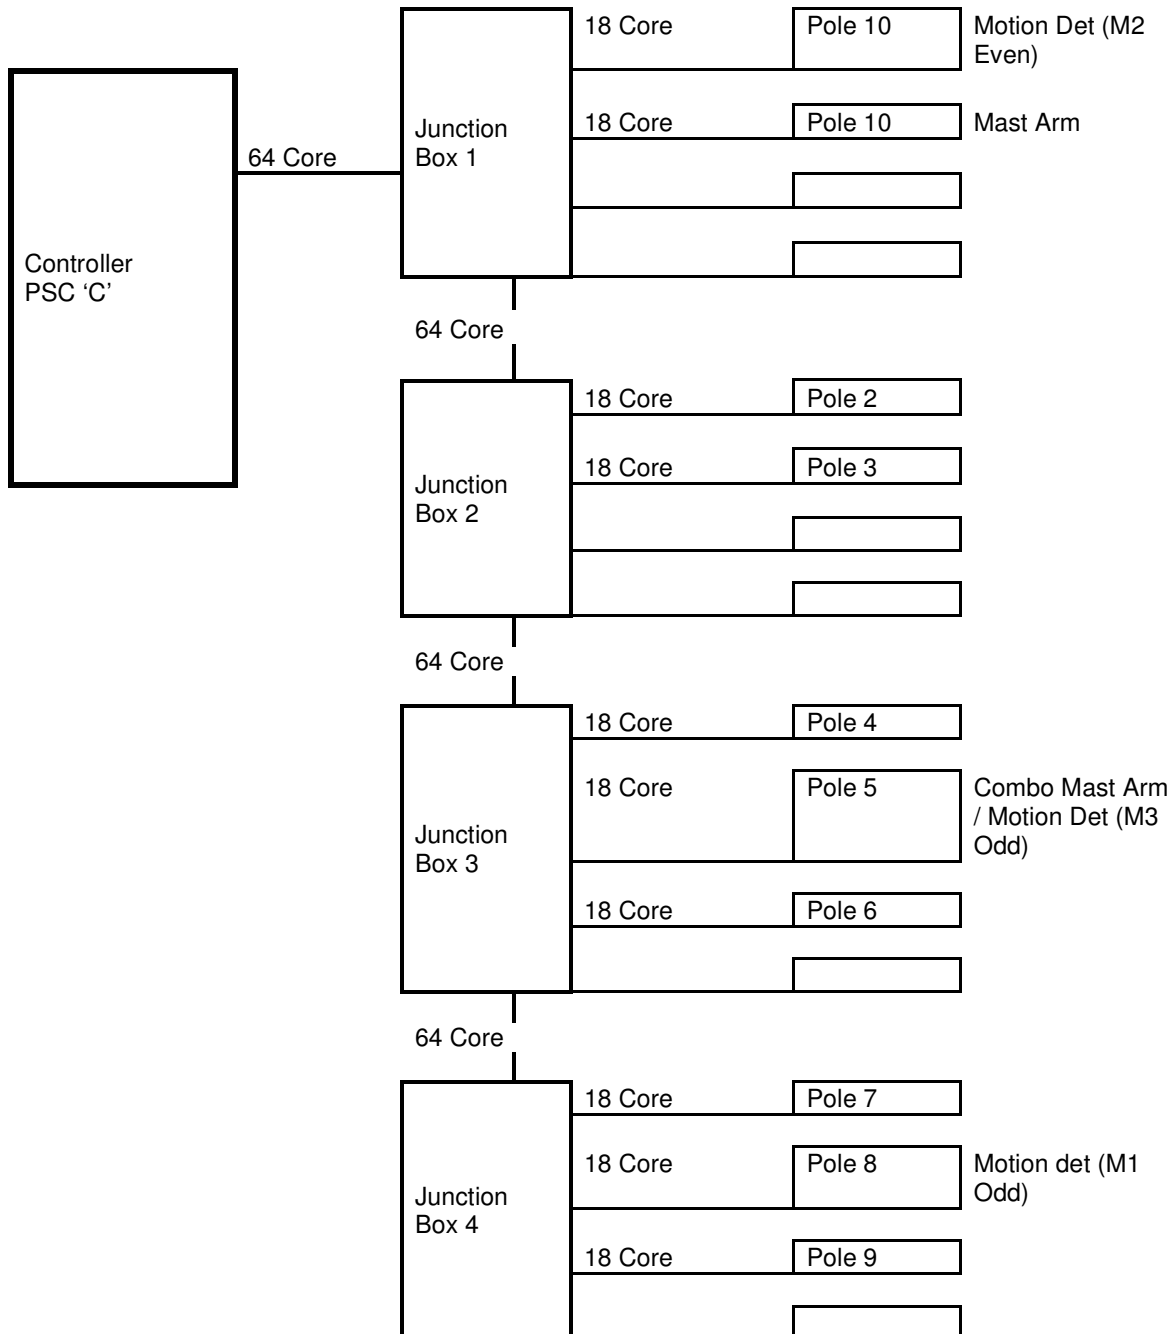 18 Core
Pole 10
Motion Det (M2
Even)
Junction
Box 1
18 Core
Pole 10
Mast Arm
64 Core
Controller
PSC ‘C’
64 Core
18 Core
Pole 2
18 Core
Pole 3
Junction
Box 2
64 Core
18 Core
Pole 4
18 Core
Pole 5
Combo Mast Arm
/ Motion Det (M3
Odd)
Junction
Box 3
18 Core
Pole 6
64 Core
18 Core
Pole 7
18 Core
Pole 8
Motion det (M1
Odd)
Junction
Box 4
18 Core
Pole 9